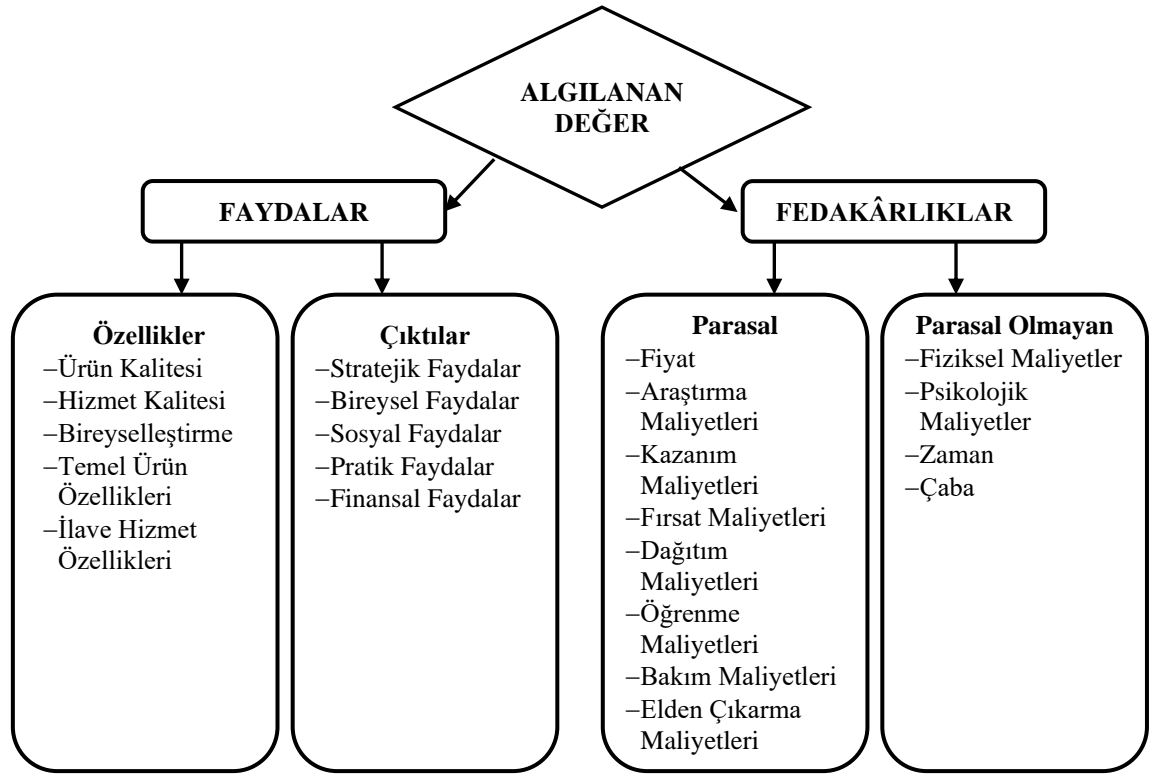 ALGILANAN
DEĞER
FAYDALAR
FEDAKÂRLIKLAR
Özellikler
–Ürün Kalitesi
–Hizmet Kalitesi
–Bireyselleştirme
–Temel Ürün
Özellikleri
–İlave Hizmet
Özellikleri
Çıktılar
–Stratejik Faydalar
–Bireysel Faydalar
–Sosyal Faydalar
–Pratik Faydalar
–Finansal Faydalar
Parasal
–Fiyat
–Araştırma
Maliyetleri
–Kazanım
Maliyetleri
–Fırsat Maliyetleri
–Dağıtım
Maliyetleri
–Öğrenme
Maliyetleri
–Bakım Maliyetleri
–Elden Çıkarma
Maliyetleri
Parasal Olmayan
–Fiziksel Maliyetler
–Psikolojik
Maliyetler
–Zaman
–Çaba